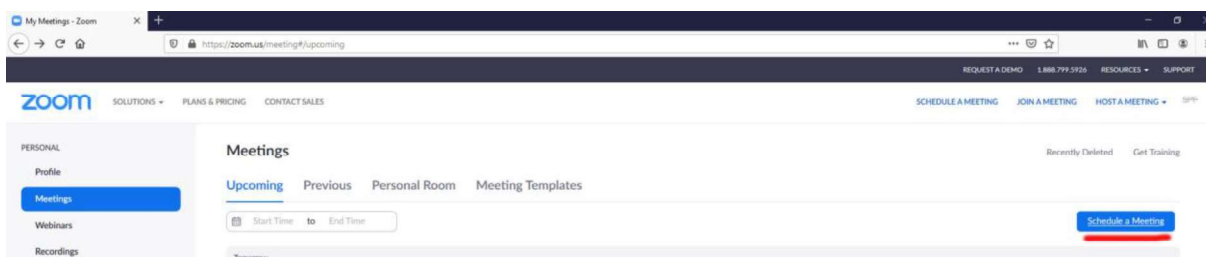 My Meetings - Zoom
https://zoom.us/meeting#/upcoming
REQUEST A DEMO 1.888.799.5926 RESOURCES SUPPORT
zoom SOLUTIONS PLANS & PRICING CONTACT SALES SCHEDULE A MEETING JOIN A MEETING HOST A MEETING
PERSONAL
Meetings
Recently Deleted Get Training
Profile
Upcoming Previous Personal Room Meeting Templates
Meetings
Start Time to End Time
Schedule a Meeting
Webinars
Recordings